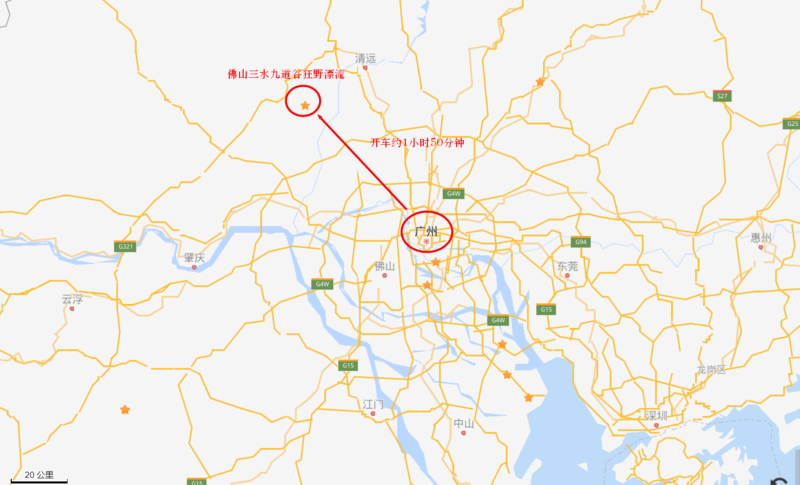 清远
佛山三水九道谷狂野漂流
S27
G25
开车约1小时50分钟
G4W
广州
G94
惠州
G321
肇庆
佛山
东莞
G4W
云浮
G15
G4W
G15
龙岗区
江门
深圳
中山
20 公里
G15